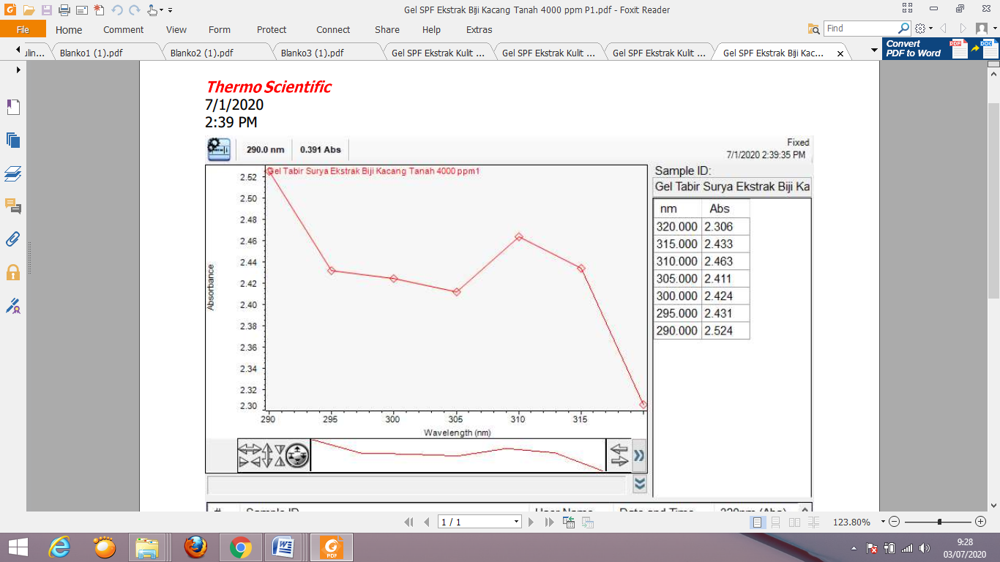 Gel SPF Ekstrak Biji Kacang Tanah 4000 ppm P1.pdf - Foxit Reader
File Home Comment View Form Protect Connect Share Help Extras Find
ulin... Blanko1 (1).pdf Blanko2 (1).pdf Blanko3 (1).pdf Gel SPF Ekstrak Kulit ... Gel SPF Ekstrak Kulit ... Gel SPF Ekstrak Kulit ... Gel SPF Ekstrak Biji Kac...
Convert
PDF to Word
PDF DOC
Thermo Scientific
7/1/2020
2:39 PM
290.0 nm 0.391 Abs
Fixed
7/1/2020 2:39:35 PM
Gel Tabir Surya Ekstrak Biji Kacang Tanah 4000 ppm1
2.52
2.50
2.48
2.46
2.44
2.42
2.40
2.38
2.36
2.34
2.32
2.30
Absorbance
290 295 300 305 310 315
Wavelength (nm)
Sample ID:
Gel Tabir Surya Ekstrak Biji Ka
nm Abs
320.000 2.306
315.000 2.433
310.000 2.463
305.000 2.411
300.000 2.424
295.000 2.431
290.000 2.524
# Sample ID User Name Date and Time 320nm (Abs)
1 / 1
123.80%
PDF
9:28
03/07/2020